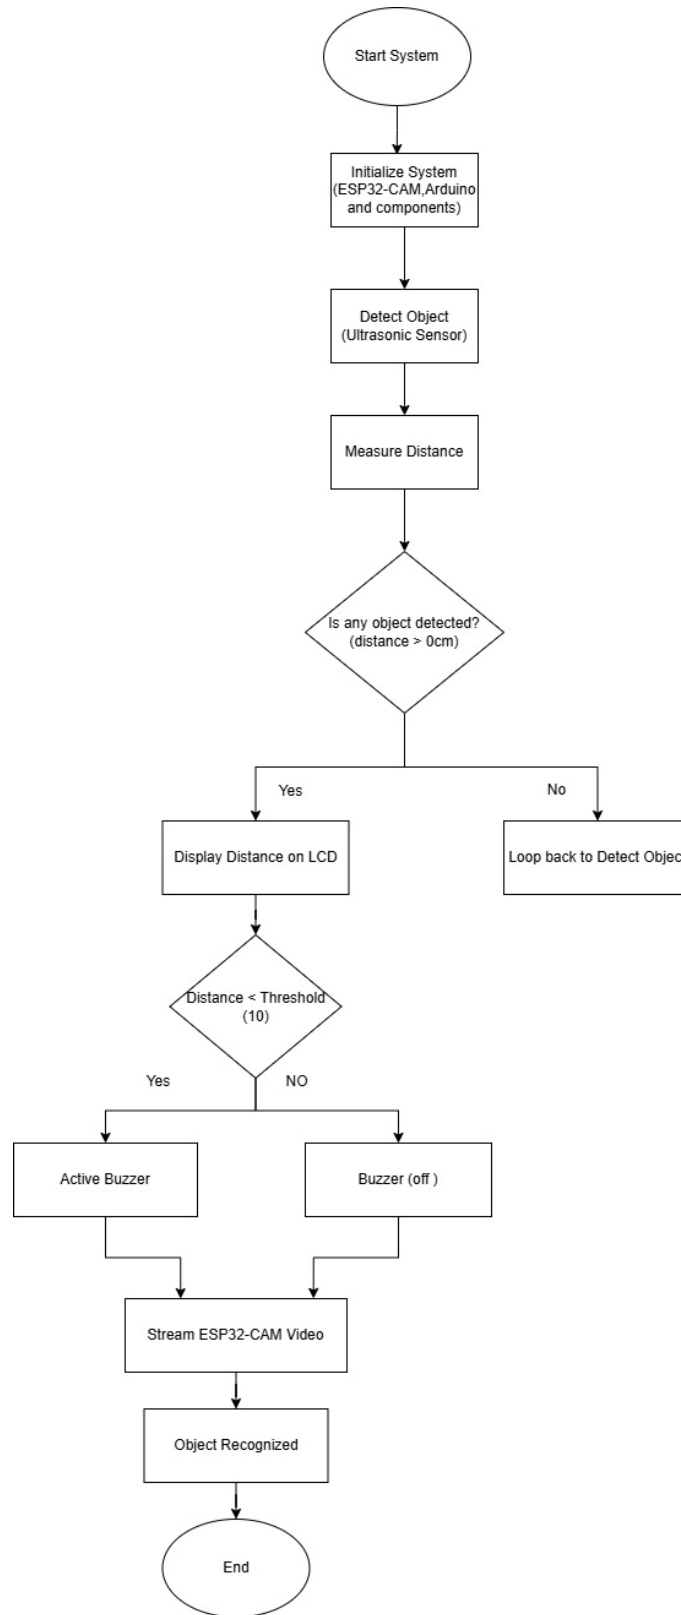 Start System
Initialize System
(ESP32-CAM,Arduino
and components)
Detect Object
(Ultrasonic Sensor)
Measure Distance
Is any object detected?
(distance > 0cm)
Yes
No
Display Distance on LCD
Loop back to Detect Objec
Distance < Threshold
(10)
Yes
NO
Active Buzzer
Buzzer (off )
Stream ESP32-CAM Video
Object Recognized
End